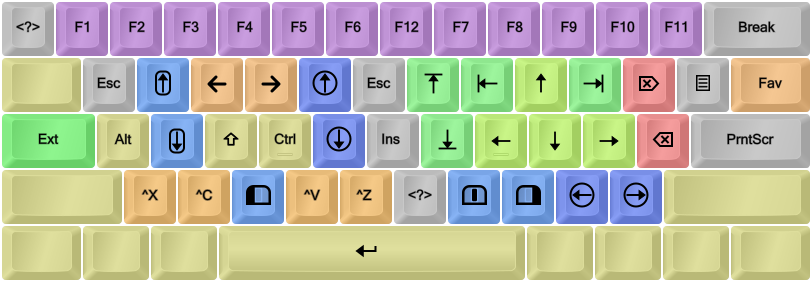 <?> F1 F2 F3 F4 F5 F6 F12 F7 F8 F9 F10 F11 Break
Esc Esc Fav
Ext Alt Ctrl Ins PrntScr
^X ^C ^V ^Z <?>